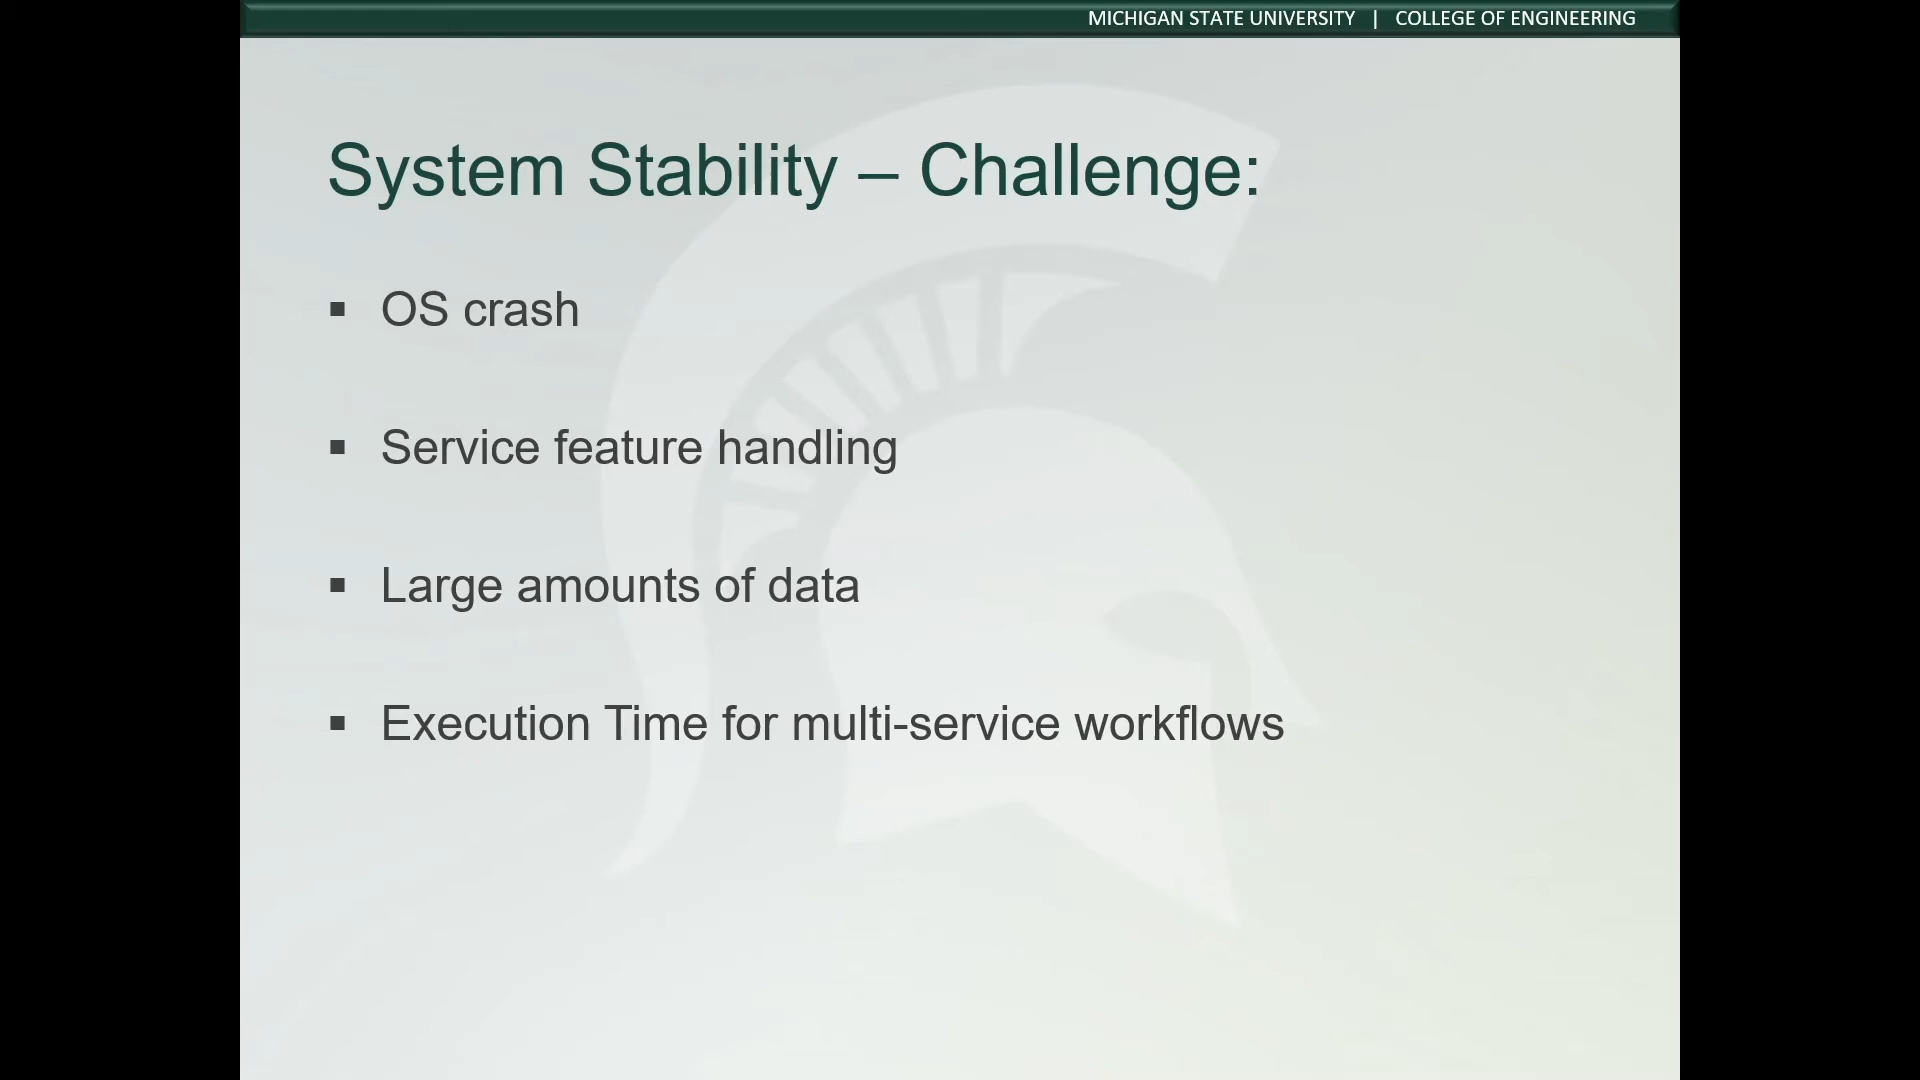 MICHIGAN STATE UNIVERSITY | COLLEGE OF ENGINEERING
System Stability – Challenge:
▪ OS crash
▪ Service feature handling
▪ Large amounts of data
▪ Execution Time for multi-service workflows